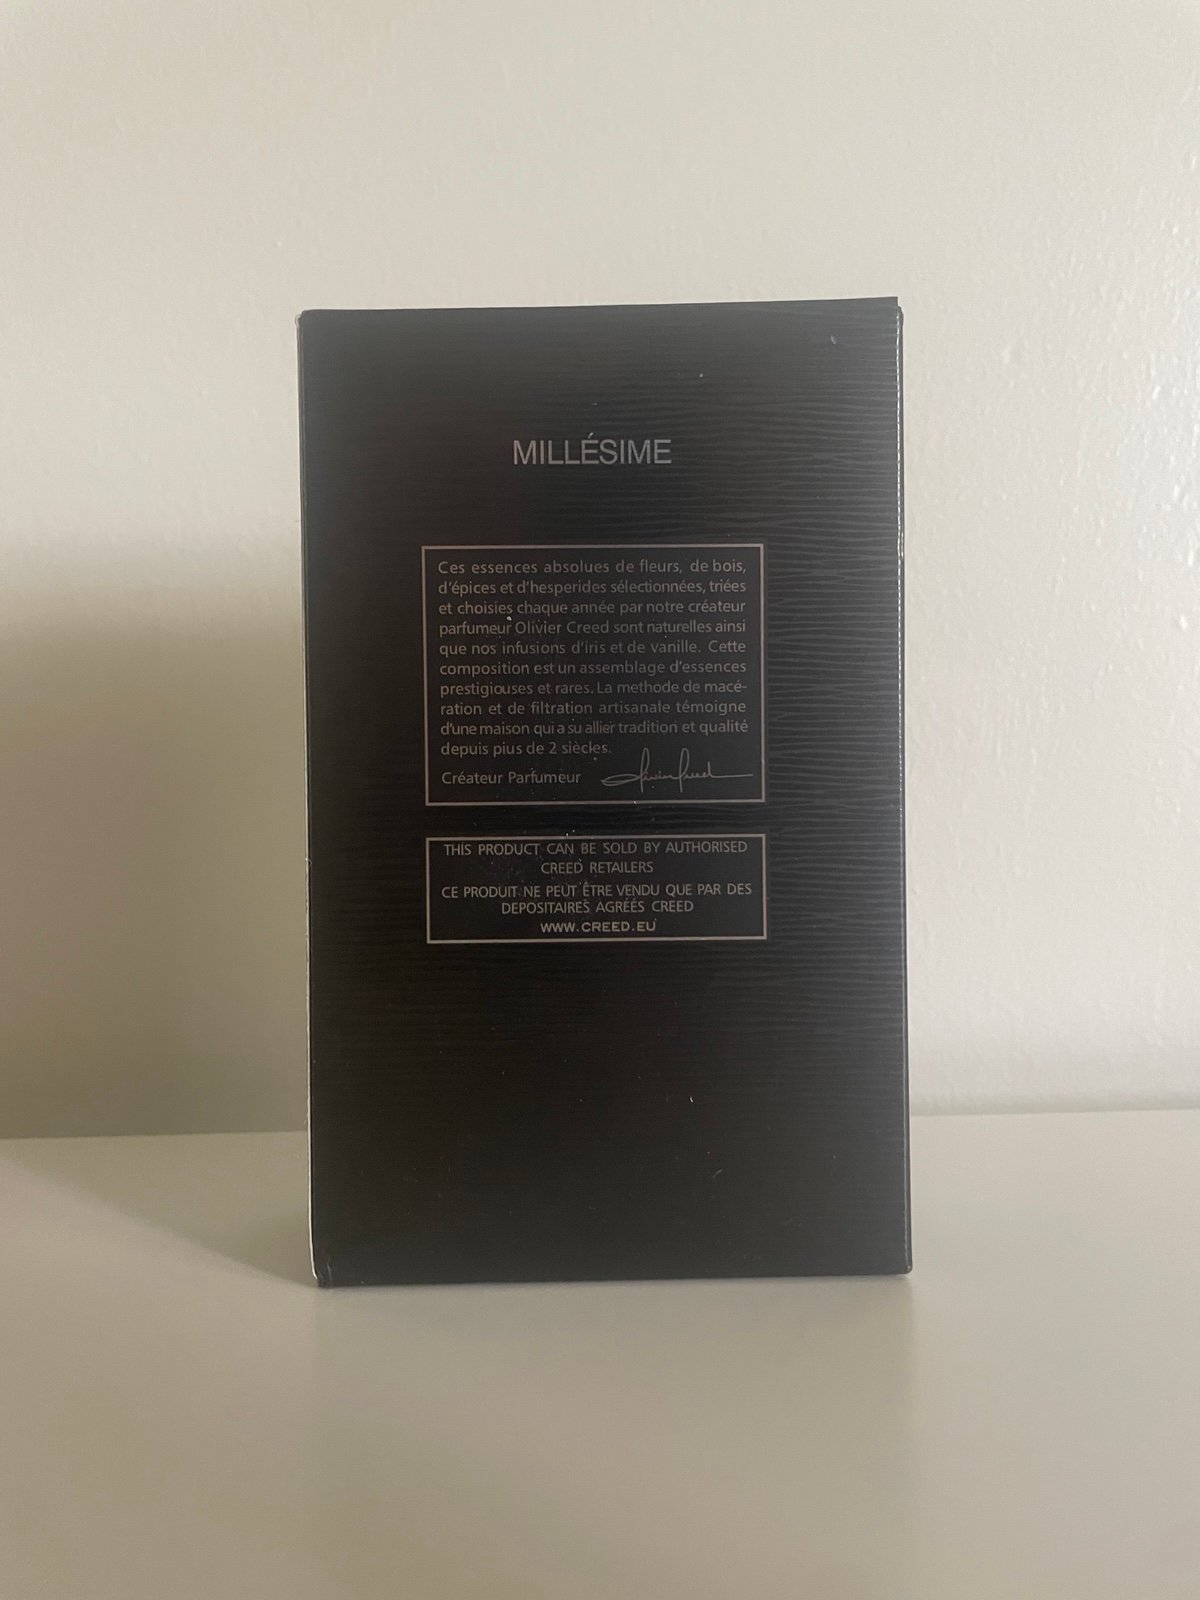 MILLÉSIME
Ces essences absolues de fleurs, de bois,
d'épices et d'hesperides sélectionnées, triées
et choisies chaque année par notre créateur
parfumeur Olivier Creed sont naturelles ainsi
que nos infusions d'iris et de vanille. Cette
composition est un assemblage d'essences
prestigiouses et rares. La methode de macé-
ration et de filtration artisanale témoigne
d'une maison qui a su allier tradition et qualité
depuis plus de 2 siècles.
Créateur Parfumeur Olivier Creed
THIS PRODUCT CAN BE SOLD BY AUTHORISED
CREED RETAILERS
CE PRODUIT NE PEUT ÊTRE VENDU QUE PAR DES
DEPOSITAIRES AGRÉÉS CREED
WWW.CREED.EU